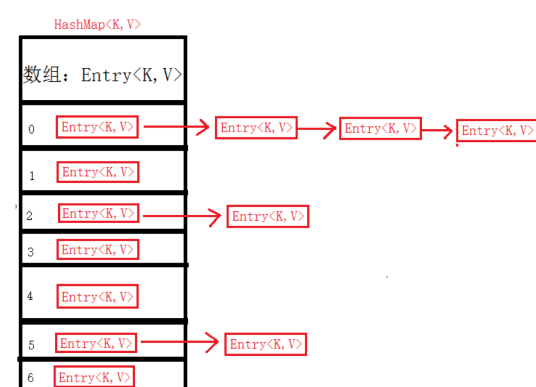 HashMap<K,V>
数组：Entry<K,V>
0 Entry<K,V> Entry<K,V> Entry<K,V> Entry<K,V>
1 Entry<K,V>
2 Entry<K,V> Entry<K,V>
3 Entry<K,V>
4 Entry<K,V>
5 Entry<K,V> Entry<K,V>
6 Entry<K,V>